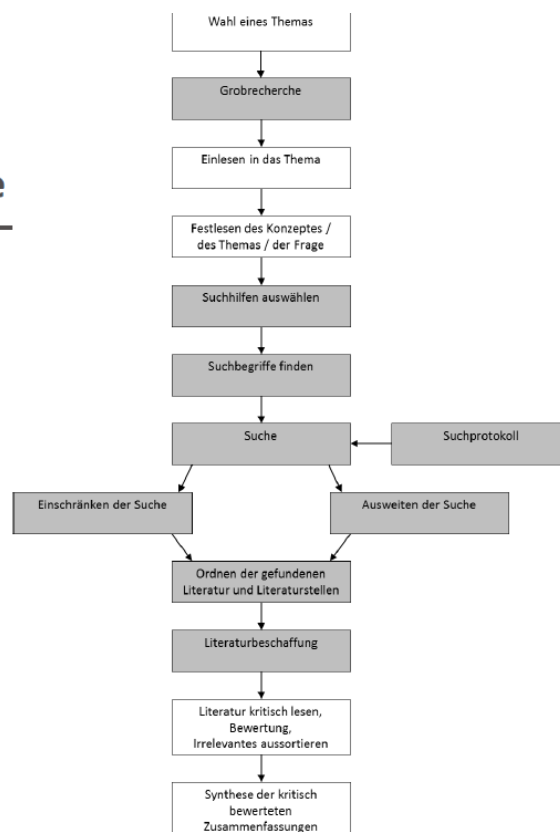 Wahl eines Themas
Grobrecherche
Einlesen in das Thema
e
Festlesen des Konzeptes /
des Themas / der Frage
Suchhilfen auswählen
Suchbegriffe finden
Suche
Suchprotokoll
Einschränken der Suche
Ausweiten der Suche
Ordnen der gefundenen
Literatur und Literaturstellen
Literaturbeschaffung
Literatur kritisch lesen,
Bewertung,
Irrelevantes aussortieren
Synthese der kritisch
bewerteten
Zusammenfassungen